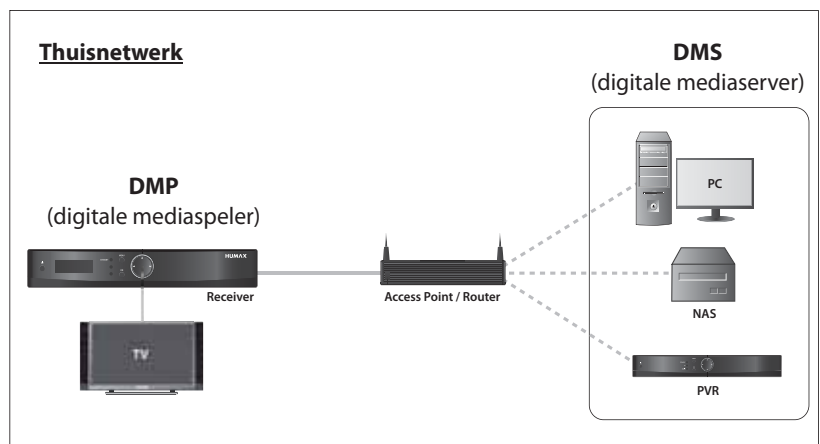 Thuisnetwerk
DMS
(digitale mediaserver)
PC
DMP
(digitale mediaspeler)
HUMAX
Receiver
Access Point / Router
NAS
TV
PVR